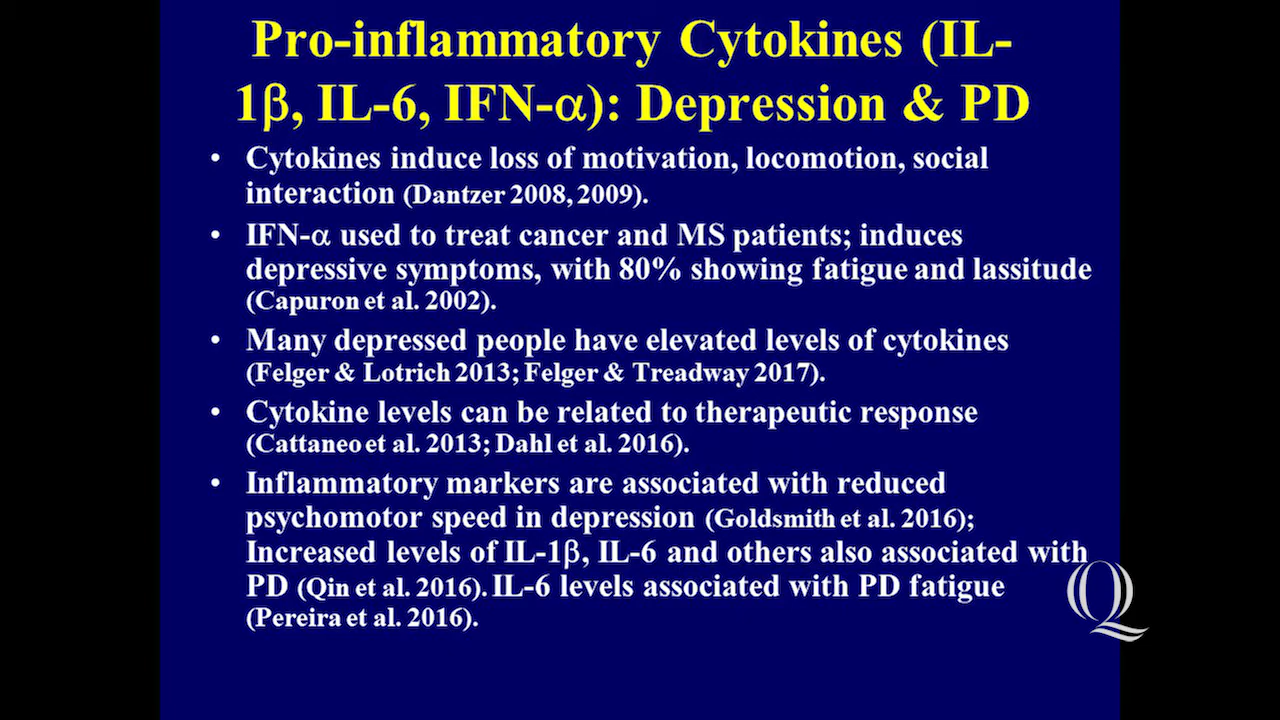 Pro-inflammatory Cytokines (IL-
1β, IL-6, IFN-α): Depression & PD
• Cytokines induce loss of motivation, locomotion, social
interaction (Dantzer 2008, 2009).
• IFN-α used to treat cancer and MS patients; induces
depressive symptoms, with 80% showing fatigue and lassitude
(Capuron et al. 2002).
• Many depressed people have elevated levels of cytokines
(Felger & Lotrich 2013; Felger & Treadway 2017).
• Cytokine levels can be related to therapeutic response
(Cattaneo et al. 2013; Dahl et al. 2016).
• Inflammatory markers are associated with reduced
psychomotor speed in depression (Goldsmith et al. 2016);
Increased levels of IL-1β, IL-6 and others also associated with
PD (Qin et al. 2016). IL-6 levels associated with PD fatigue
(Pereira et al. 2016).
Q